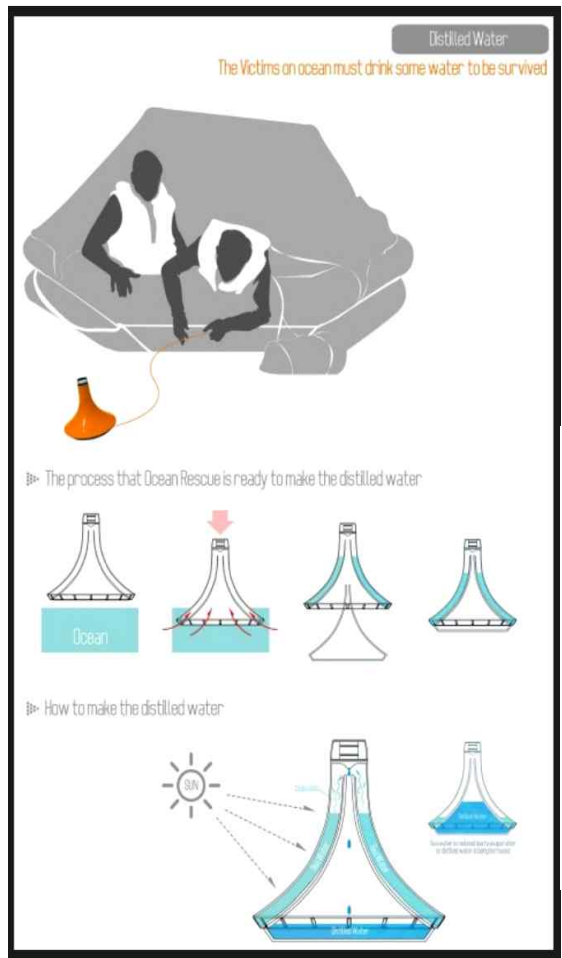 Distilled Water
The Victims on ocean must drink some water to be survived
The process that Ocean Rescue is ready to make the distilled water
Ocean
How to make the distilled water
SUN
Distilled Water